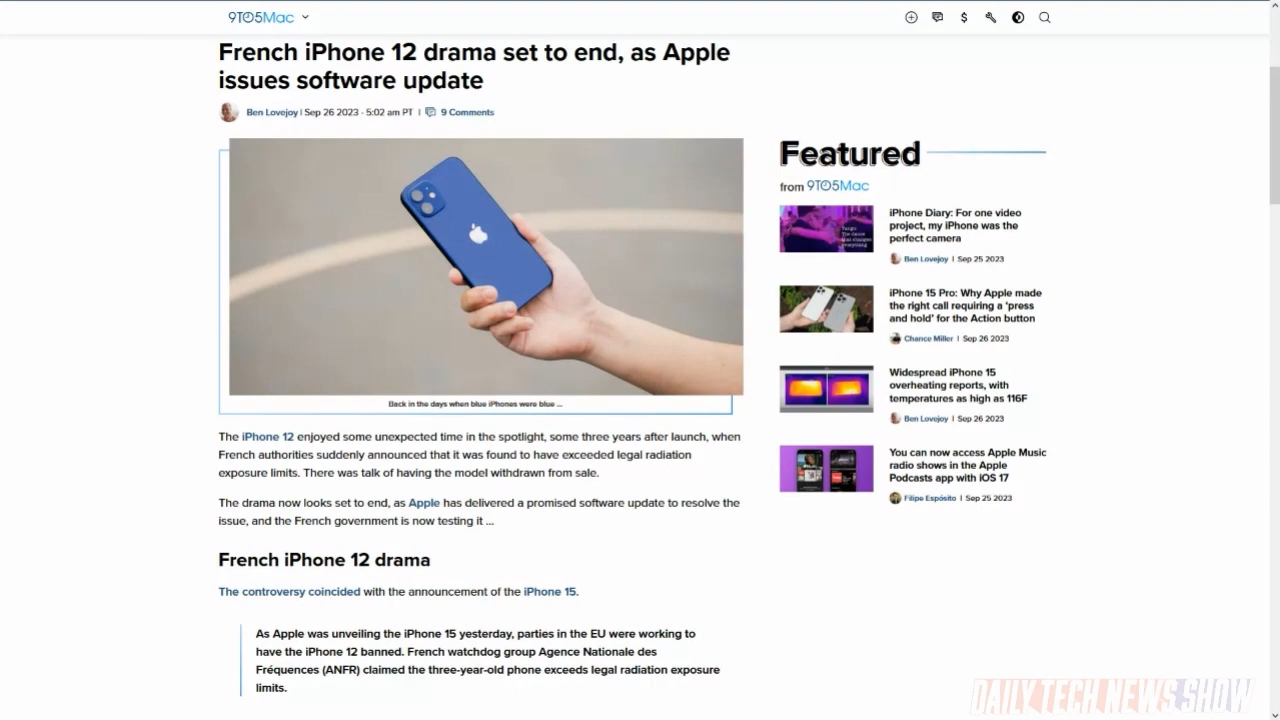 9TO5Mac
French iPhone 12 drama set to end, as Apple
issues software update
Ben Lovejoy | Sep 26 2023 - 5:02 am PT | 9 Comments
Back in the days when blue iPhones were blue ...
The iPhone 12 enjoyed some unexpected time in the spotlight, some three years after launch, when
French authorities suddenly announced that it was found to have exceeded legal radiation
exposure limits. There was talk of having the model withdrawn from sale.
The drama now looks set to end, as Apple has delivered a promised software update to resolve the
issue, and the French government is now testing it ...
French iPhone 12 drama
The controversy coincided with the announcement of the iPhone 15.
As Apple was unveiling the iPhone 15 yesterday, parties in the EU were working to
have the iPhone 12 banned. French watchdog group Agence Nationale des
Fréquences (ANFR) claimed the three-year-old phone exceeds legal radiation exposure
limits.
Featured
from 9TO5Mac
iPhone Diary: For one video
project, my iPhone was the
perfect camera
Ben Lovejoy | Sep 25 2023
iPhone 15 Pro: Why Apple made
the right call requiring a ‘press
and hold’ for the Action button
Chance Miller | Sep 26 2023
Widespread iPhone 15
overheating reports, with
temperatures as high as 116F
Ben Lovejoy | Sep 26 2023
You can now access Apple Music
radio shows in the Apple
Podcasts app with iOS 17
Filipe Espósito | Sep 25 2023
DAILY TECH NEWS SHOW